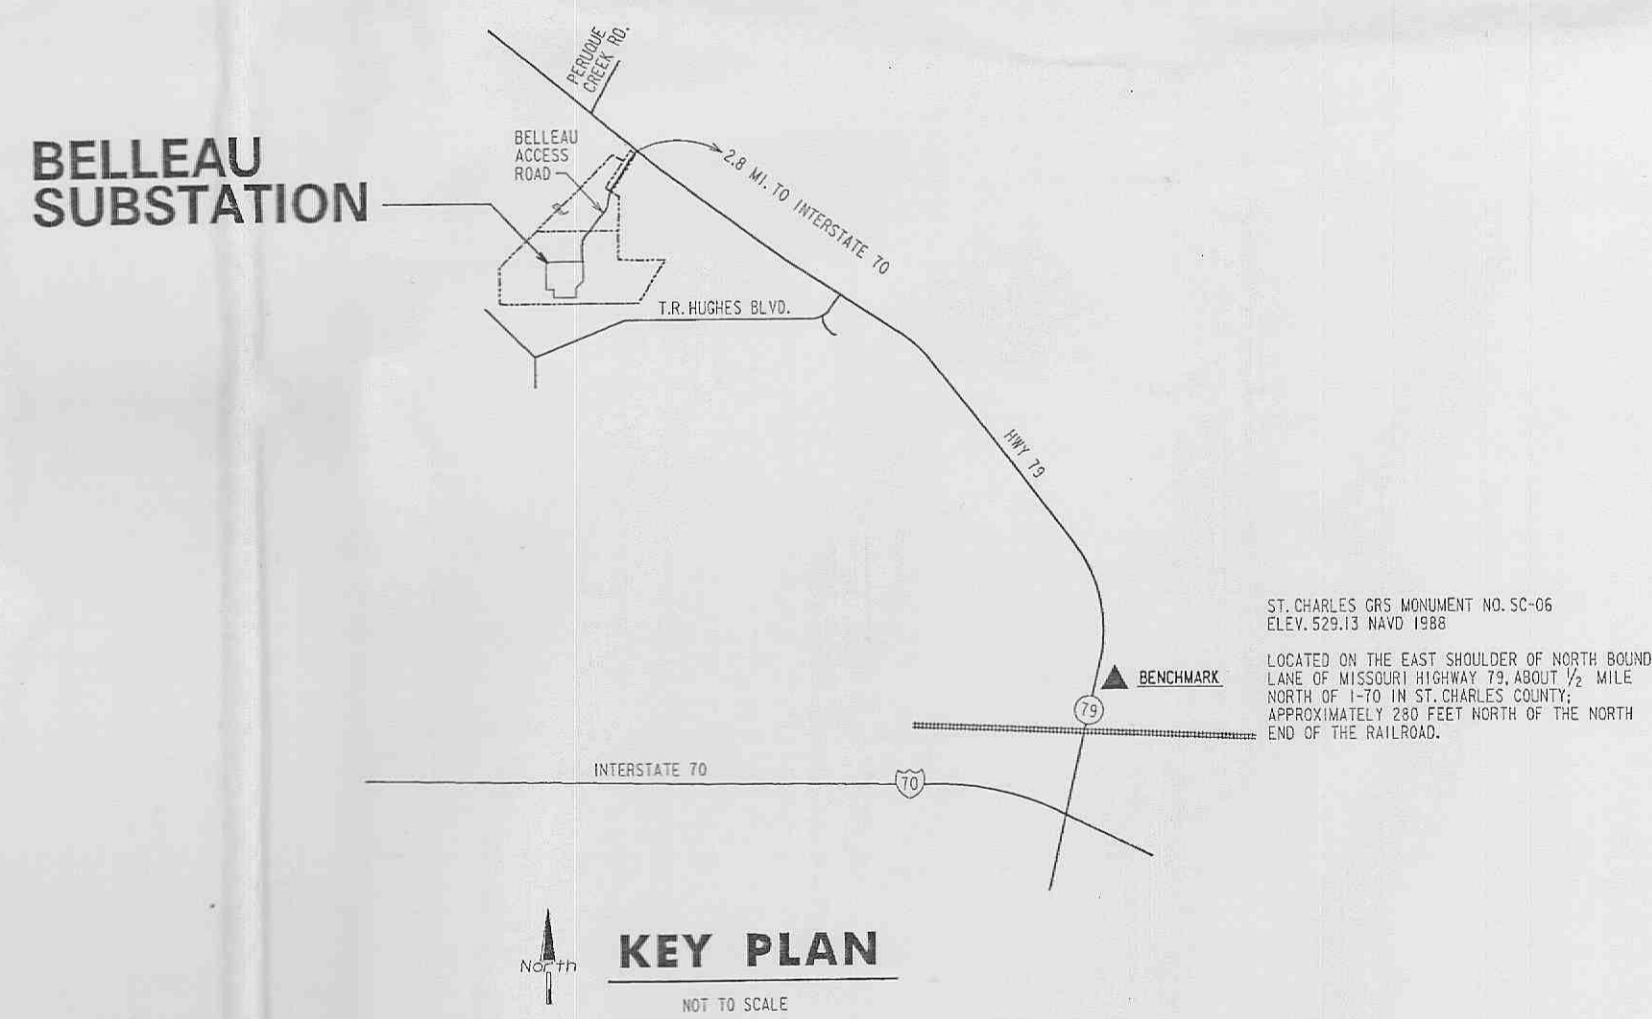 PERUQUE
CREEK RD.
BELLEAU
ACCESS
ROAD
BELLEAU
SUBSTATION
2.8 MI. TO INTERSTATE 70
T.R. HUGHES BLVD.
HWY 79
ST. CHARLES GRS MONUMENT NO. SC-06
ELEV. 529.13 NAVD 1988
LOCATED ON THE EAST SHOULDER OF NORTH BOUND
LANE OF MISSOURI HIGHWAY 79, ABOUT 1/2 MILE
NORTH OF I-70 IN ST. CHARLES COUNTY;
APPROXIMATELY 280 FEET NORTH OF THE NORTH
END OF THE RAILROAD.
BENCHMARK
79
INTERSTATE 70
70
North
KEY PLAN
NOT TO SCALE